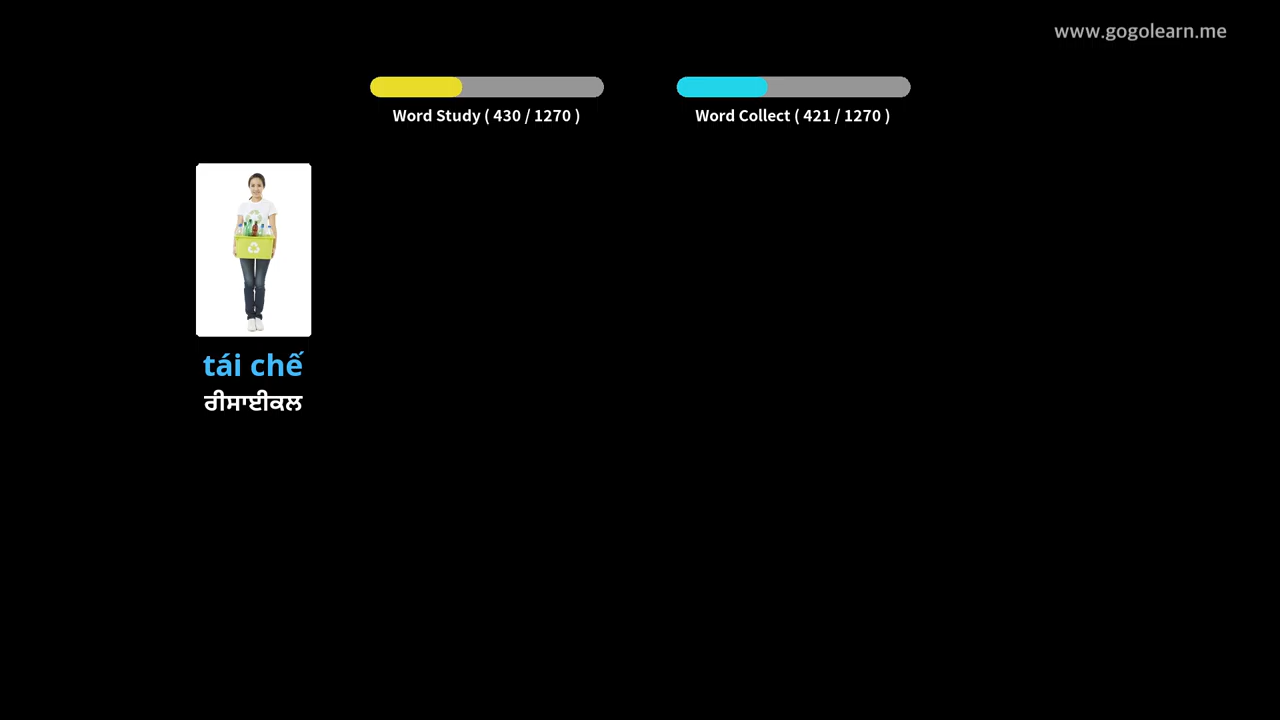 www.gogolearn.me
Word Study ( 430 / 1270 )
Word Collect ( 421 / 1270 )
tái chế
ਰੀਸਾਈਕਲ